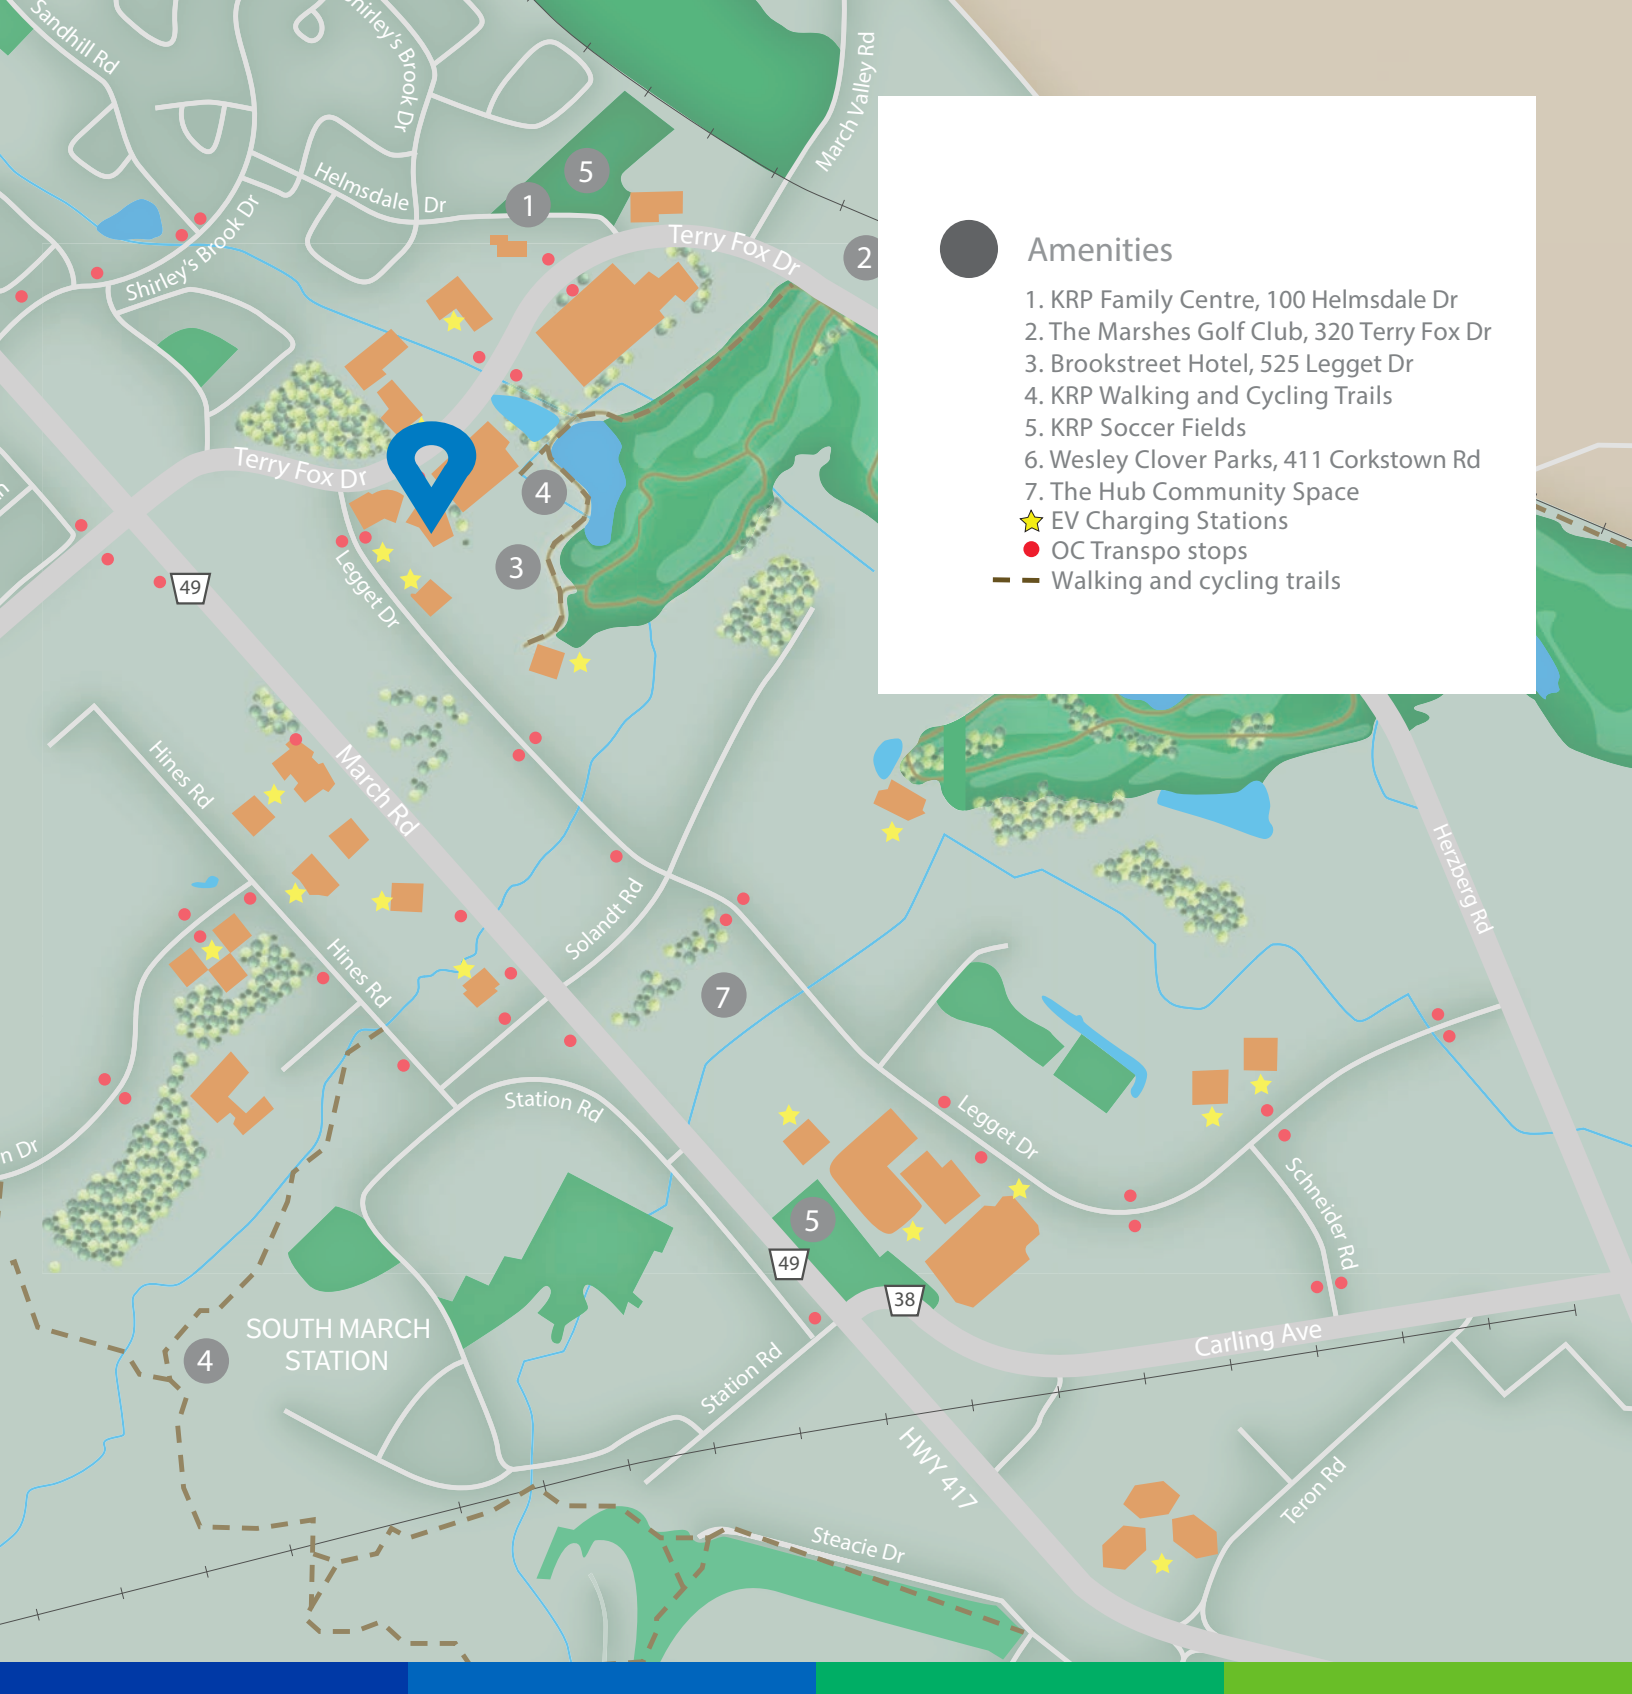 Sandhill Rd
Shirley's Brook Dr
March Valley Rd
Helmsdale Dr
5
1
Shirley's Brook Dr
Terry Fox Dr
2
Amenities
1. KRP Family Centre, 100 Helmsdale Dr
2. The Marshes Golf Club, 320 Terry Fox Dr
3. Brookstreet Hotel, 525 Legget Dr
4. KRP Walking and Cycling Trails
5. KRP Soccer Fields
6. Wesley Clover Parks, 411 Corkstown Rd
7. The Hub Community Space
EV Charging Stations
OC Transpo stops
Walking and cycling trails
Terry Fox Dr
4
3
49
Legget Dr
Hines Rd
March Rd
Herzberg Rd
Solandt Rd
Hines Rd
7
Station Rd
Legget Dr
n Dr
Schneider Rd
5
49
38
SOUTH MARCH
STATION
4
Carling Ave
Station Rd
HWY 417
Teron Rd
Steacie Dr